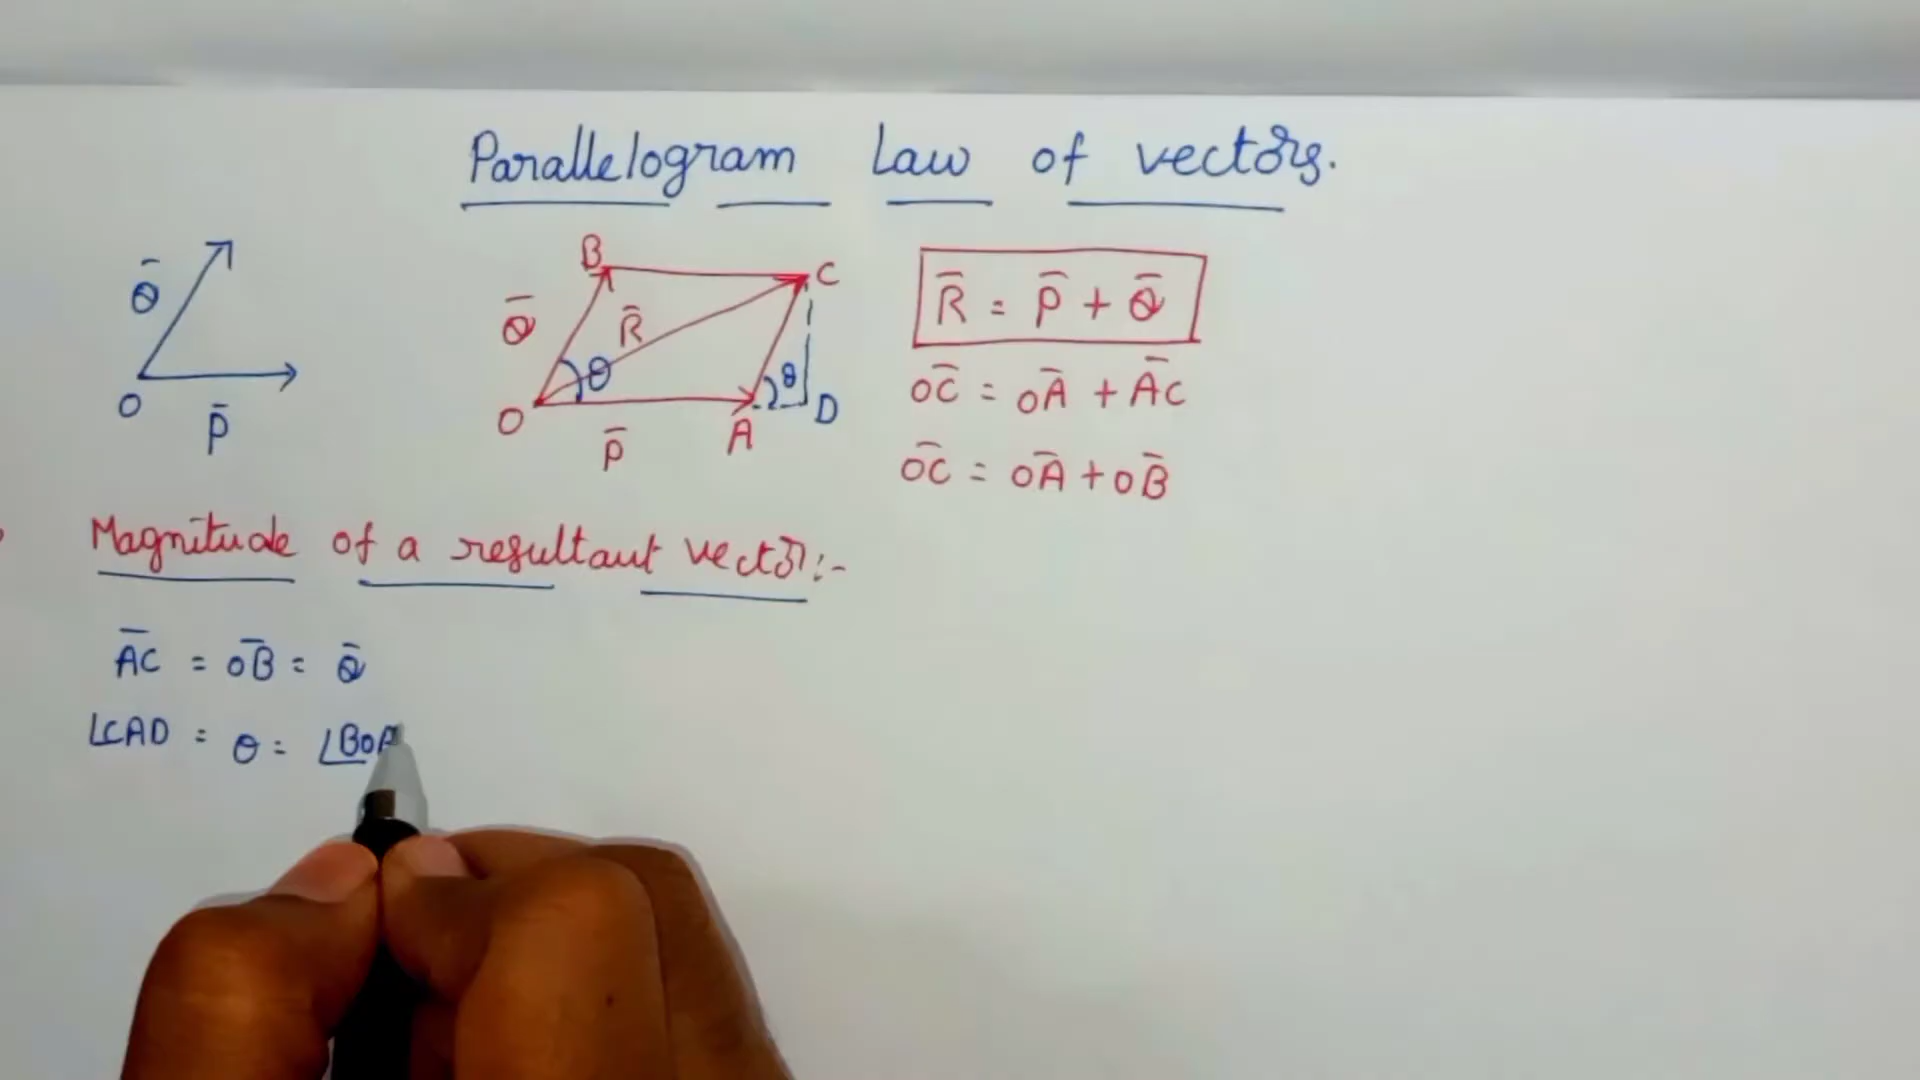 Parallelogram Law of vectors.
Q̄
O
P̄
B
C
Q̄
R̄
θ
θ
O
P̄
A
D
R̄ = P̄ + Q̄
OC̄ = OĀ + ĀC
OC̄ = OĀ + OB̄
Magnitude of a resultant vector:-
ĀC̄ = OB̄ = Q̄
∠CAD = θ = ∠BOA